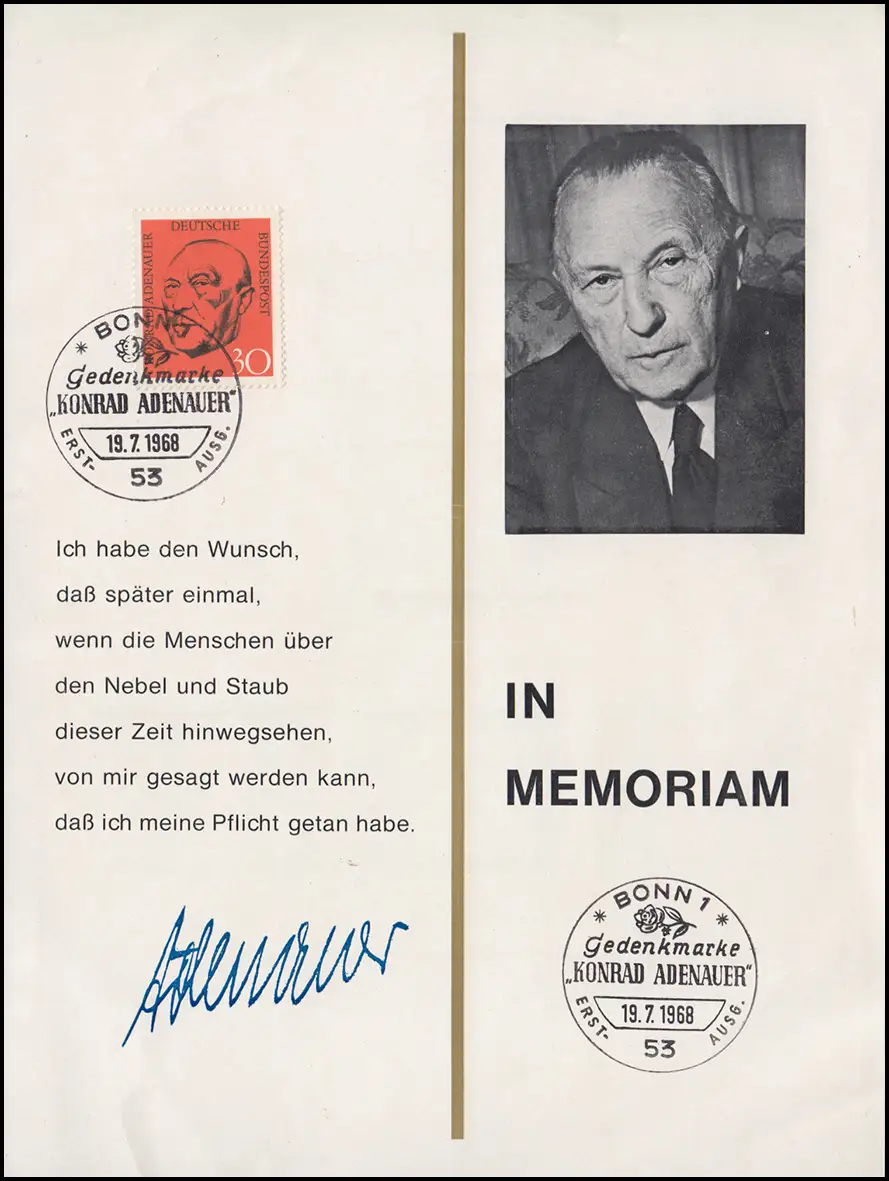 DEUTSCHE
BUNDESPOST
KONRAD ADENAUER
30
BONN 1
Gedenkmarke
„KONRAD ADENAUER“
19.7.1968
ERST-
AUSG.
53
Ich habe den Wunsch,
daß später einmal,
wenn die Menschen über
den Nebel und Staub
dieser Zeit hinwegsehen,
von mir gesagt werden kann,
daß ich meine Pflicht getan habe.
Adenauer
IN
MEMORIAM
BONN 1
Gedenkmarke
„KONRAD ADENAUER“
19.7.1968
ERST-
AUSG.
53